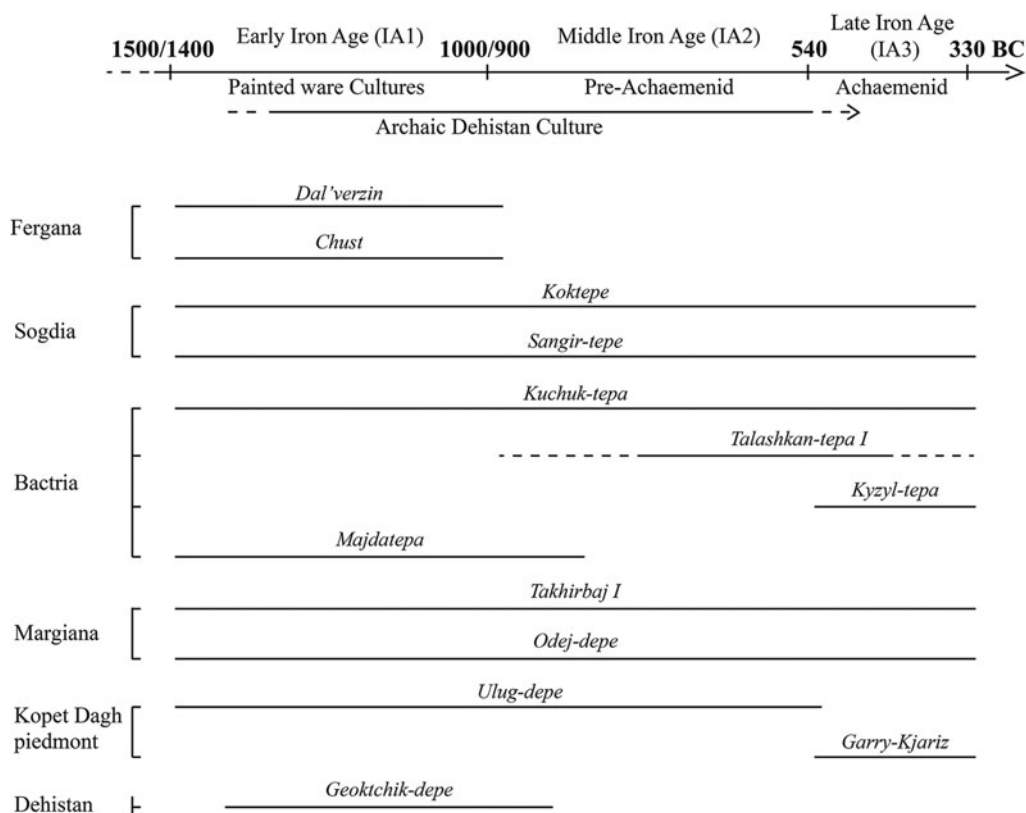 Early Iron Age (IA1)
Middle Iron Age (IA2)
Late Iron Age
(IA3)
1500/1400
1000/900
540
330 BC
Painted ware Cultures
Pre-Achaemenid
Achaemenid
Archaic Dehistan Culture
Fergana
Dal’verzin
Chust
Sogdia
Koktepe
Sangir-tepe
Bactria
Kuchuk-tepa
Talashkan-tepa I
Kyzyl-tepa
Majdatepa
Margiana
Takhirbaj I
Odej-depe
Kopet Dagh
piedmont
Ulug-depe
Garry-Kjariz
Dehistan
Geoktchik-depe